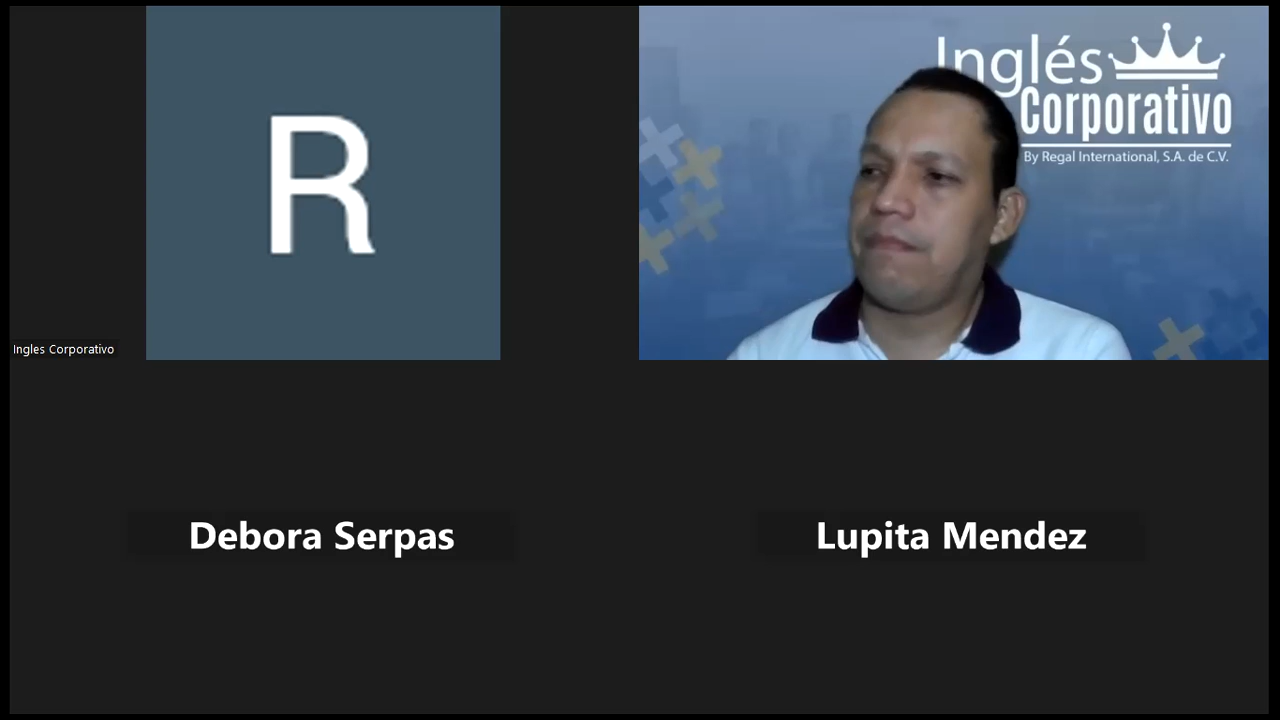 R
Inglés
Corporativo
By Regal International, S.A. de C.V.
Ingles Corporativo
Debora Serpas
Lupita Mendez